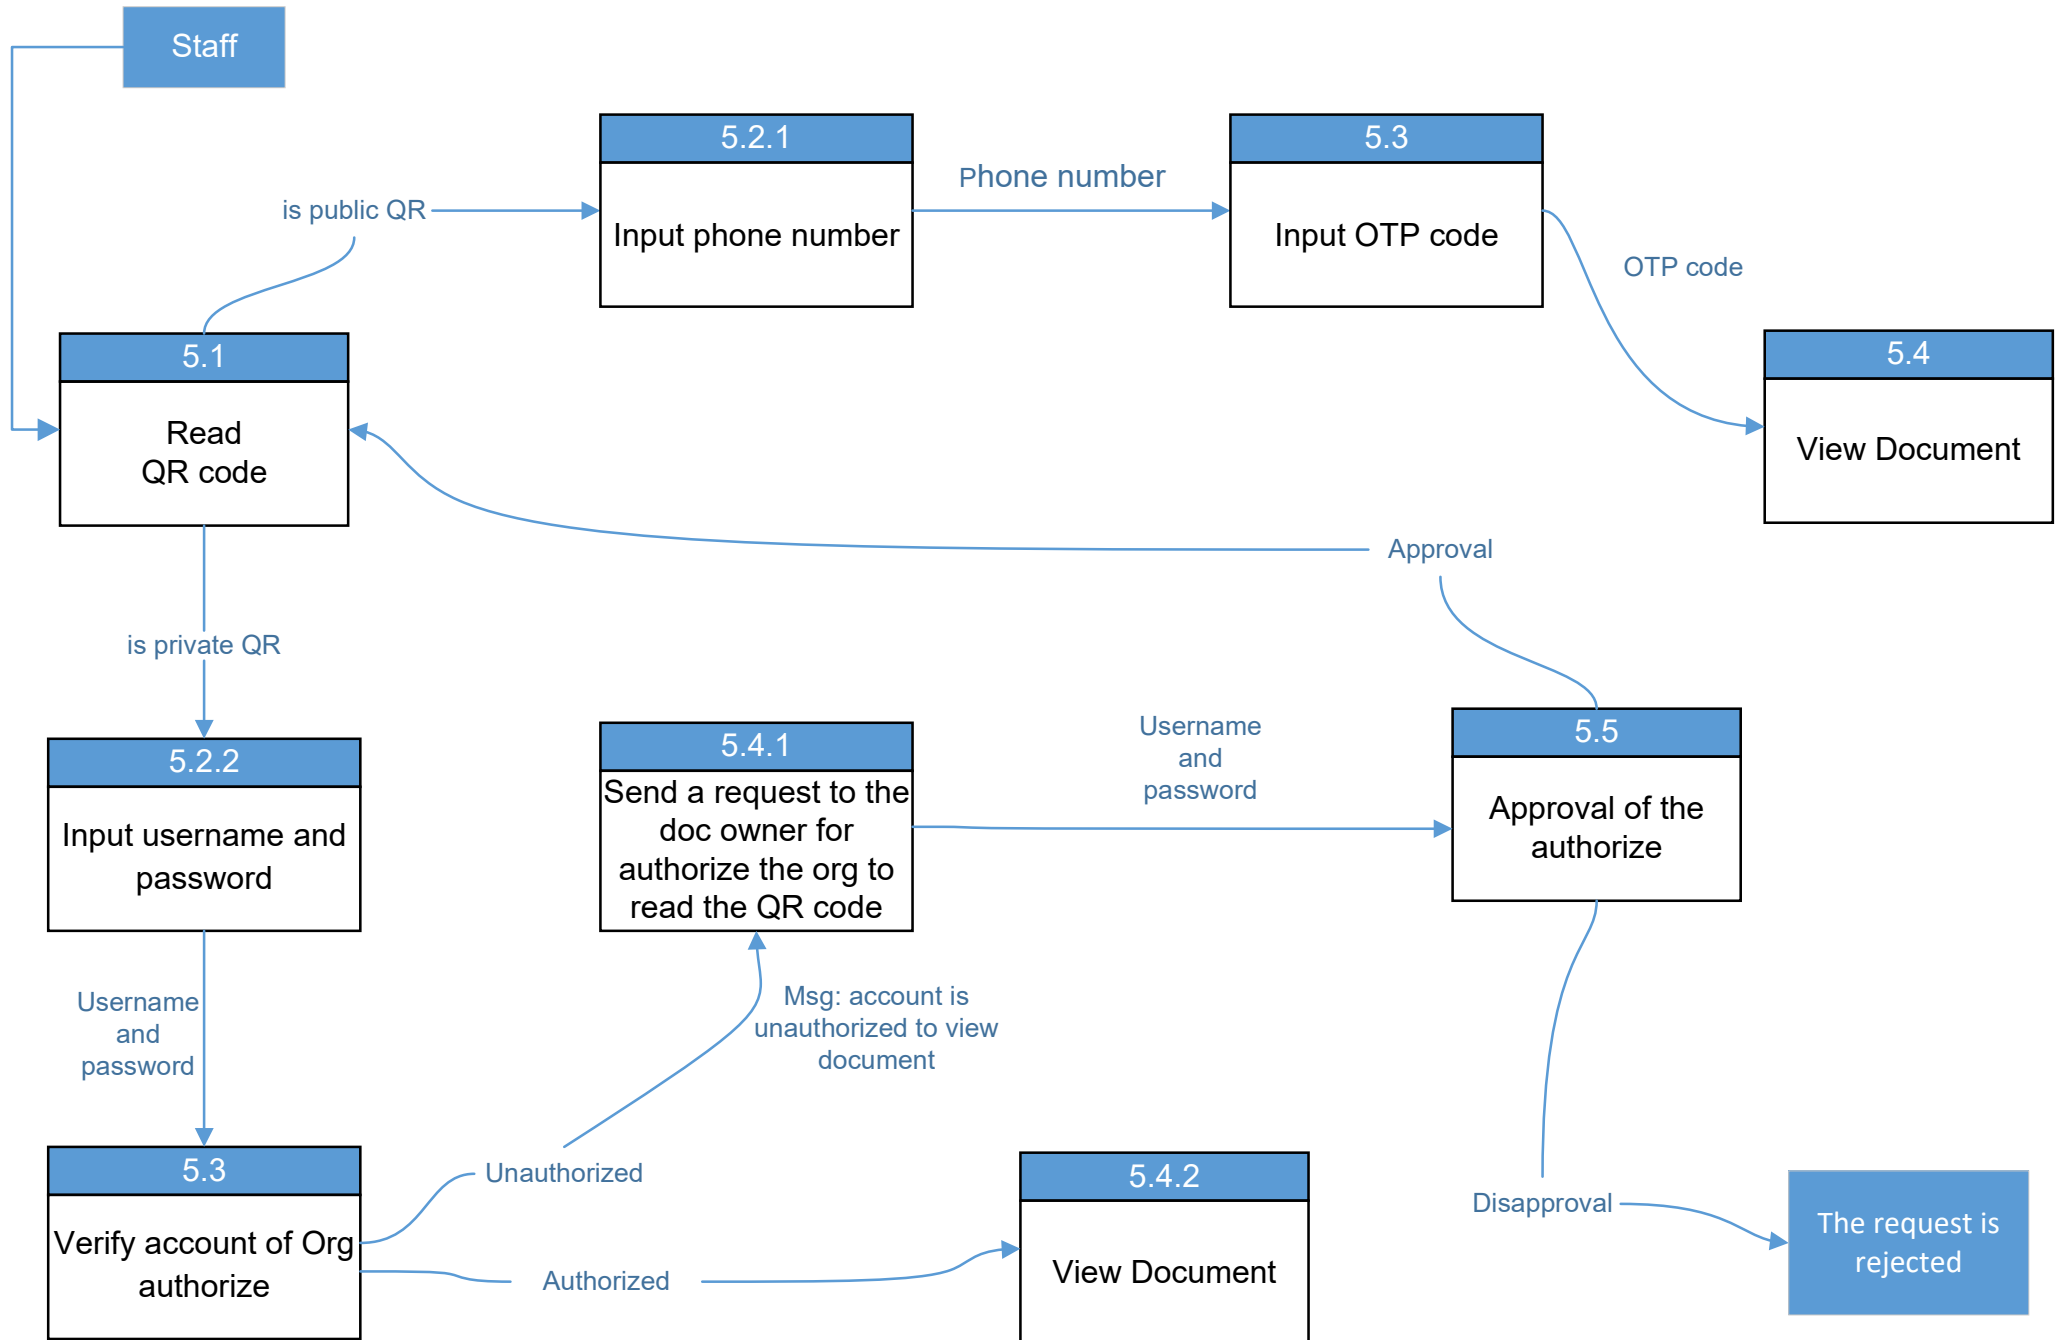 Staff
5.2.1
Input phone number
Phone number
5.3
Input OTP code
is public QR
OTP code
5.1
Read
QR code
5.4
View Document
Approval
is private QR
5.2.2
Input username and
password
5.4.1
Send a request to the
doc owner for
authorize the org to
read the QR code
Username
and
password
5.5
Approval of the
authorize
Username
and
password
Msg: account is
unauthorized to view
document
5.3
Verify account of Org
authorize
Unauthorized
Authorized
5.4.2
View Document
Disapproval
The request is
rejected